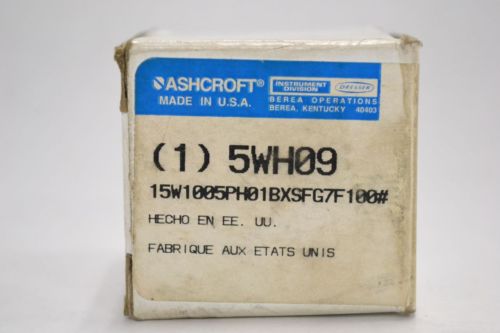 ASHCROFT®
MADE IN U.S.A.
INSTRUMENT
DIVISION
DRESSER
BEREA OPERATIONS
BEREA, KENTUCKY 40403
(1) 5WH09
15W1005PH01BXSFG7F100#
HECHO EN EE. UU.
FABRIQUE AUX ETATS UNIS